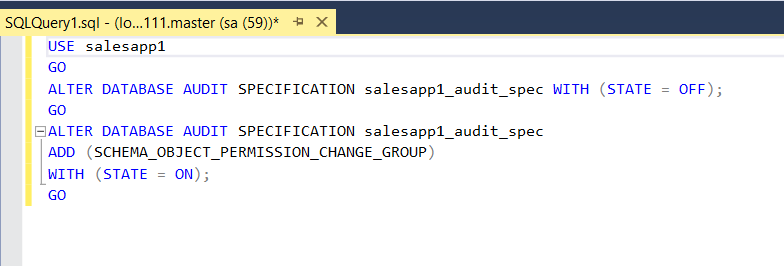 SQLQuery1.sql - (lo...111.master (sa (59))*
USE salesapp1
GO
ALTER DATABASE AUDIT SPECIFICATION salesapp1_audit_spec WITH (STATE = OFF);
GO
ALTER DATABASE AUDIT SPECIFICATION salesapp1_audit_spec
ADD (SCHEMA_OBJECT_PERMISSION_CHANGE_GROUP)
WITH (STATE = ON);
GO